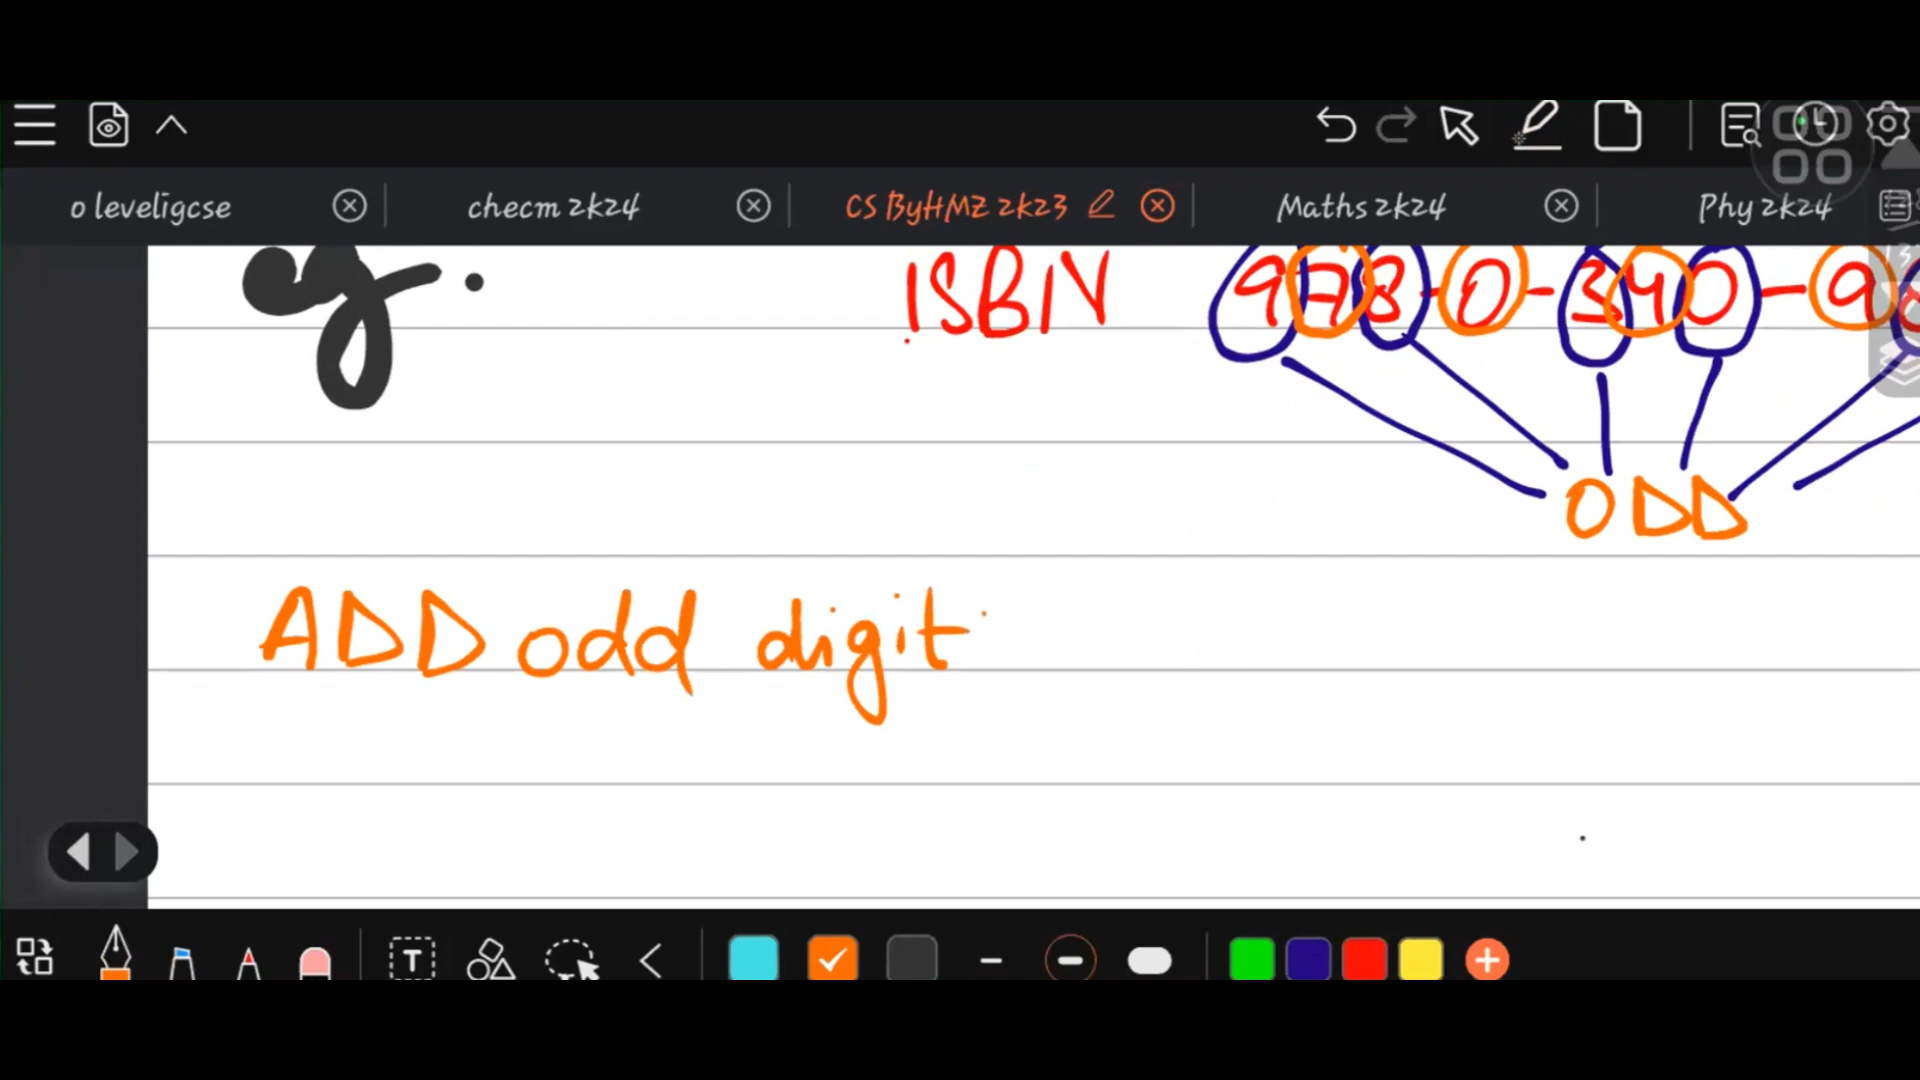 o leveligcse checm 2k24 CS ByHMZ 2k23 Maths 2k24 Phy 2k24
eg. ISBN 978-0-340-9
ODD
ADD odd digit
T